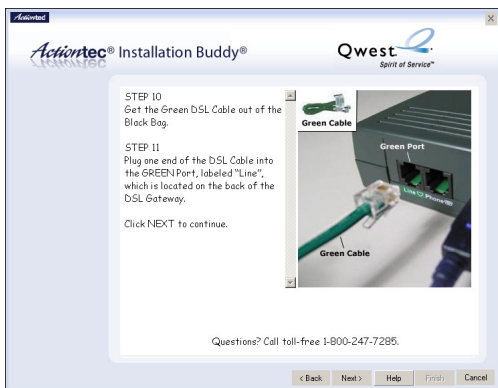 Actiontec
Actiontec® Installation Buddy®
Qwest
Spirit of Service™
STEP 10
Get the Green DSL Cable out of the
Black Bag.
STEP 11
Plug one end of the DSL Cable into
the GREEN Port, labeled "Line",
which is located on the back of the
DSL Gateway.
Click NEXT to continue.
Green Cable
Green Port
Line Phone
Green Cable
Questions? Call toll-free 1-800-247-7285.
< Back Next > Help Finish Cancel